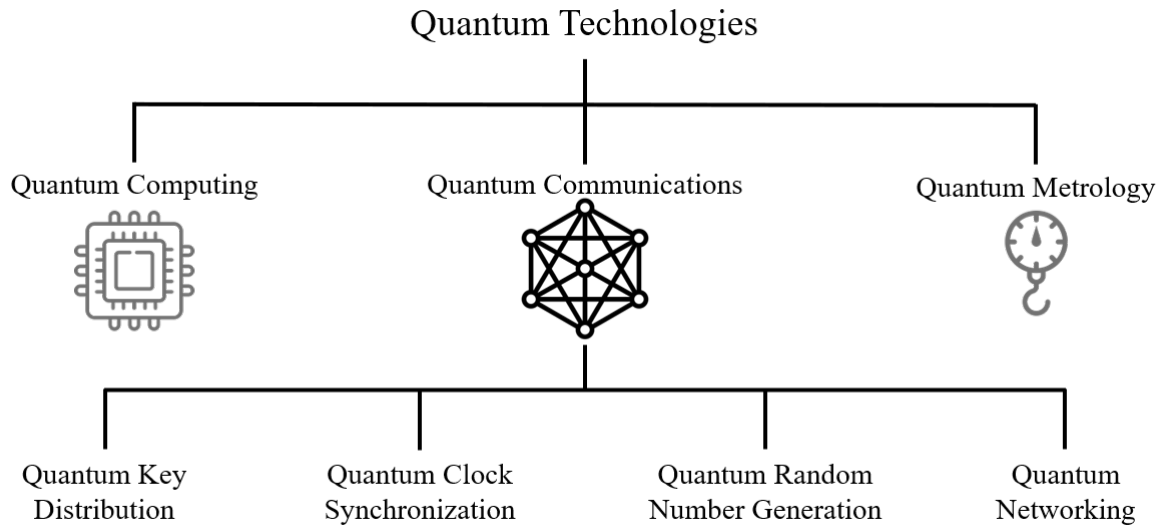 Quantum Technologies
Quantum Computing
Quantum Communications
Quantum Metrology
Quantum Key
Distribution
Quantum Clock
Synchronization
Quantum Random
Number Generation
Quantum
Networking